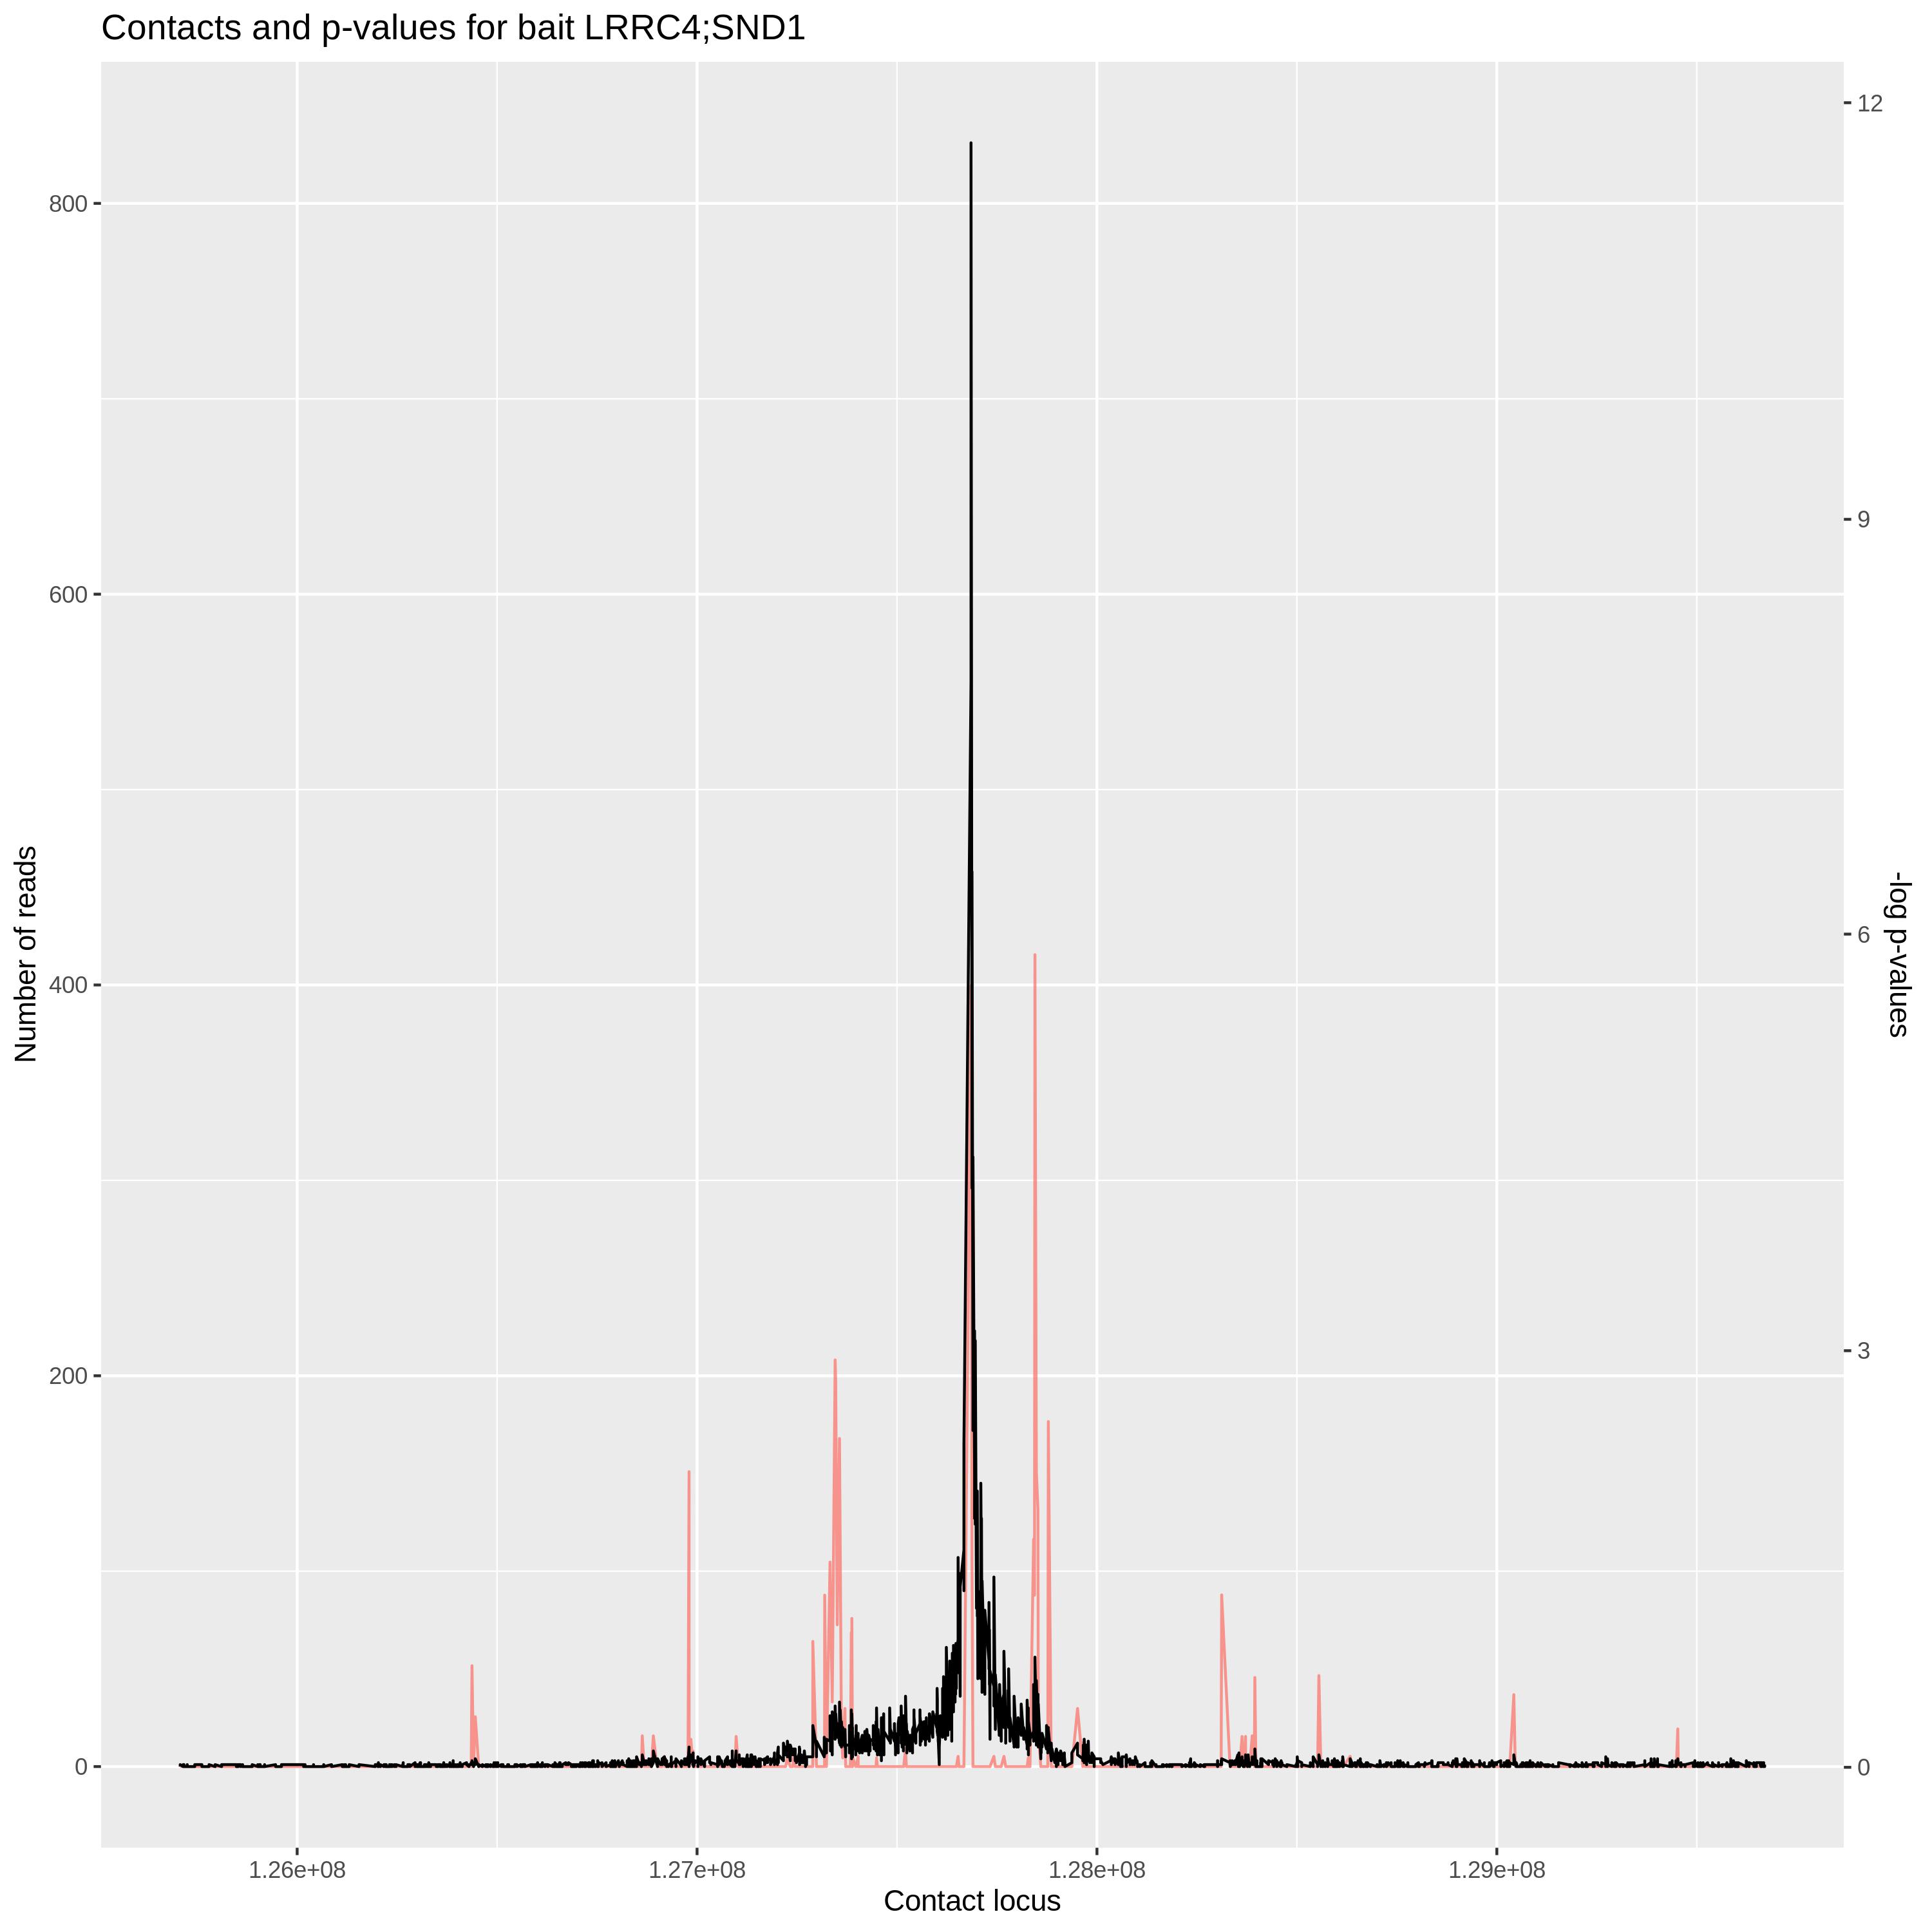 Contacts and p-values for bait LRRC4;SND1
12
800
9
600
Number of reads
-log p-values
6
400
3
200
0
0
1.26e+08
1.27e+08
1.28e+08
1.29e+08
Contact locus